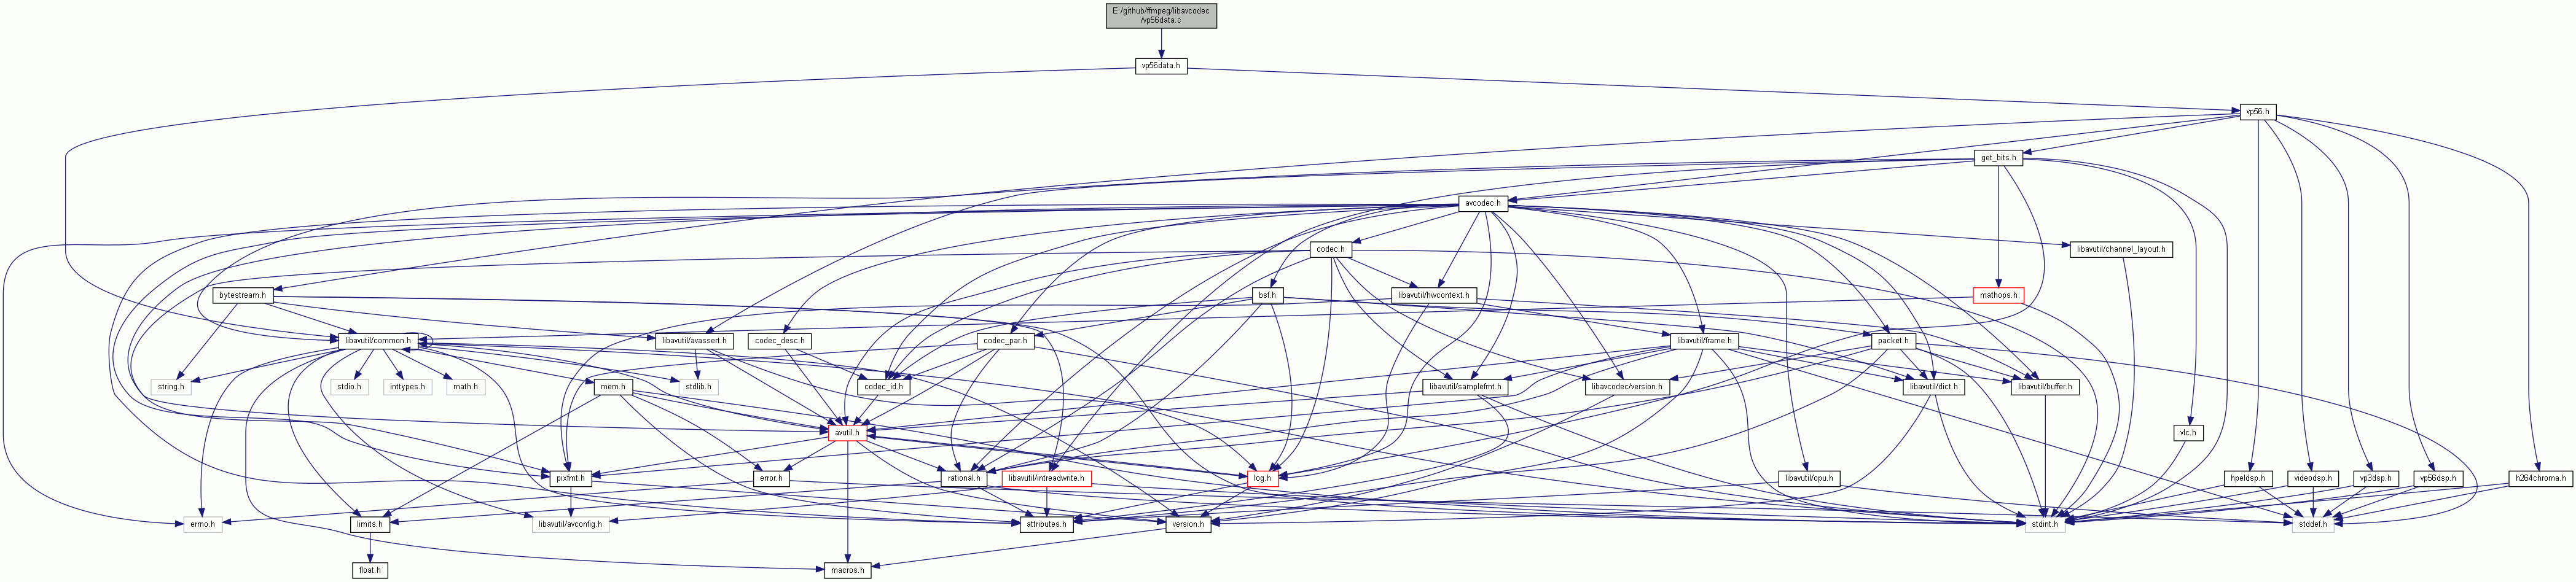 E:/github/ffmpeg/libavcodec
/vp56data.c
vp56data.h
vp56.h
get_bits.h
avcodec.h
codec.h
libavutil/channel_layout.h
bytestream.h
bsf.h
libavutil/hwcontext.h
mathops.h
libavutil/common.h
libavutil/avassert.h
codec_desc.h
codec_par.h
libavutil/frame.h
packet.h
string.h
stdio.h
inttypes.h
math.h
mem.h
stdlib.h
codec_id.h
libavutil/samplefmt.h
libavcodec/version.h
libavutil/dict.h
libavutil/buffer.h
avutil.h
vlc.h
pixfmt.h
error.h
rational.h
libavutil/intreadwrite.h
log.h
libavutil/cpu.h
hpeldsp.h
videodsp.h
vp3dsp.h
vp56dsp.h
h264chroma.h
errno.h
limits.h
libavutil/avconfig.h
attributes.h
version.h
stdint.h
stddef.h
float.h
macros.h